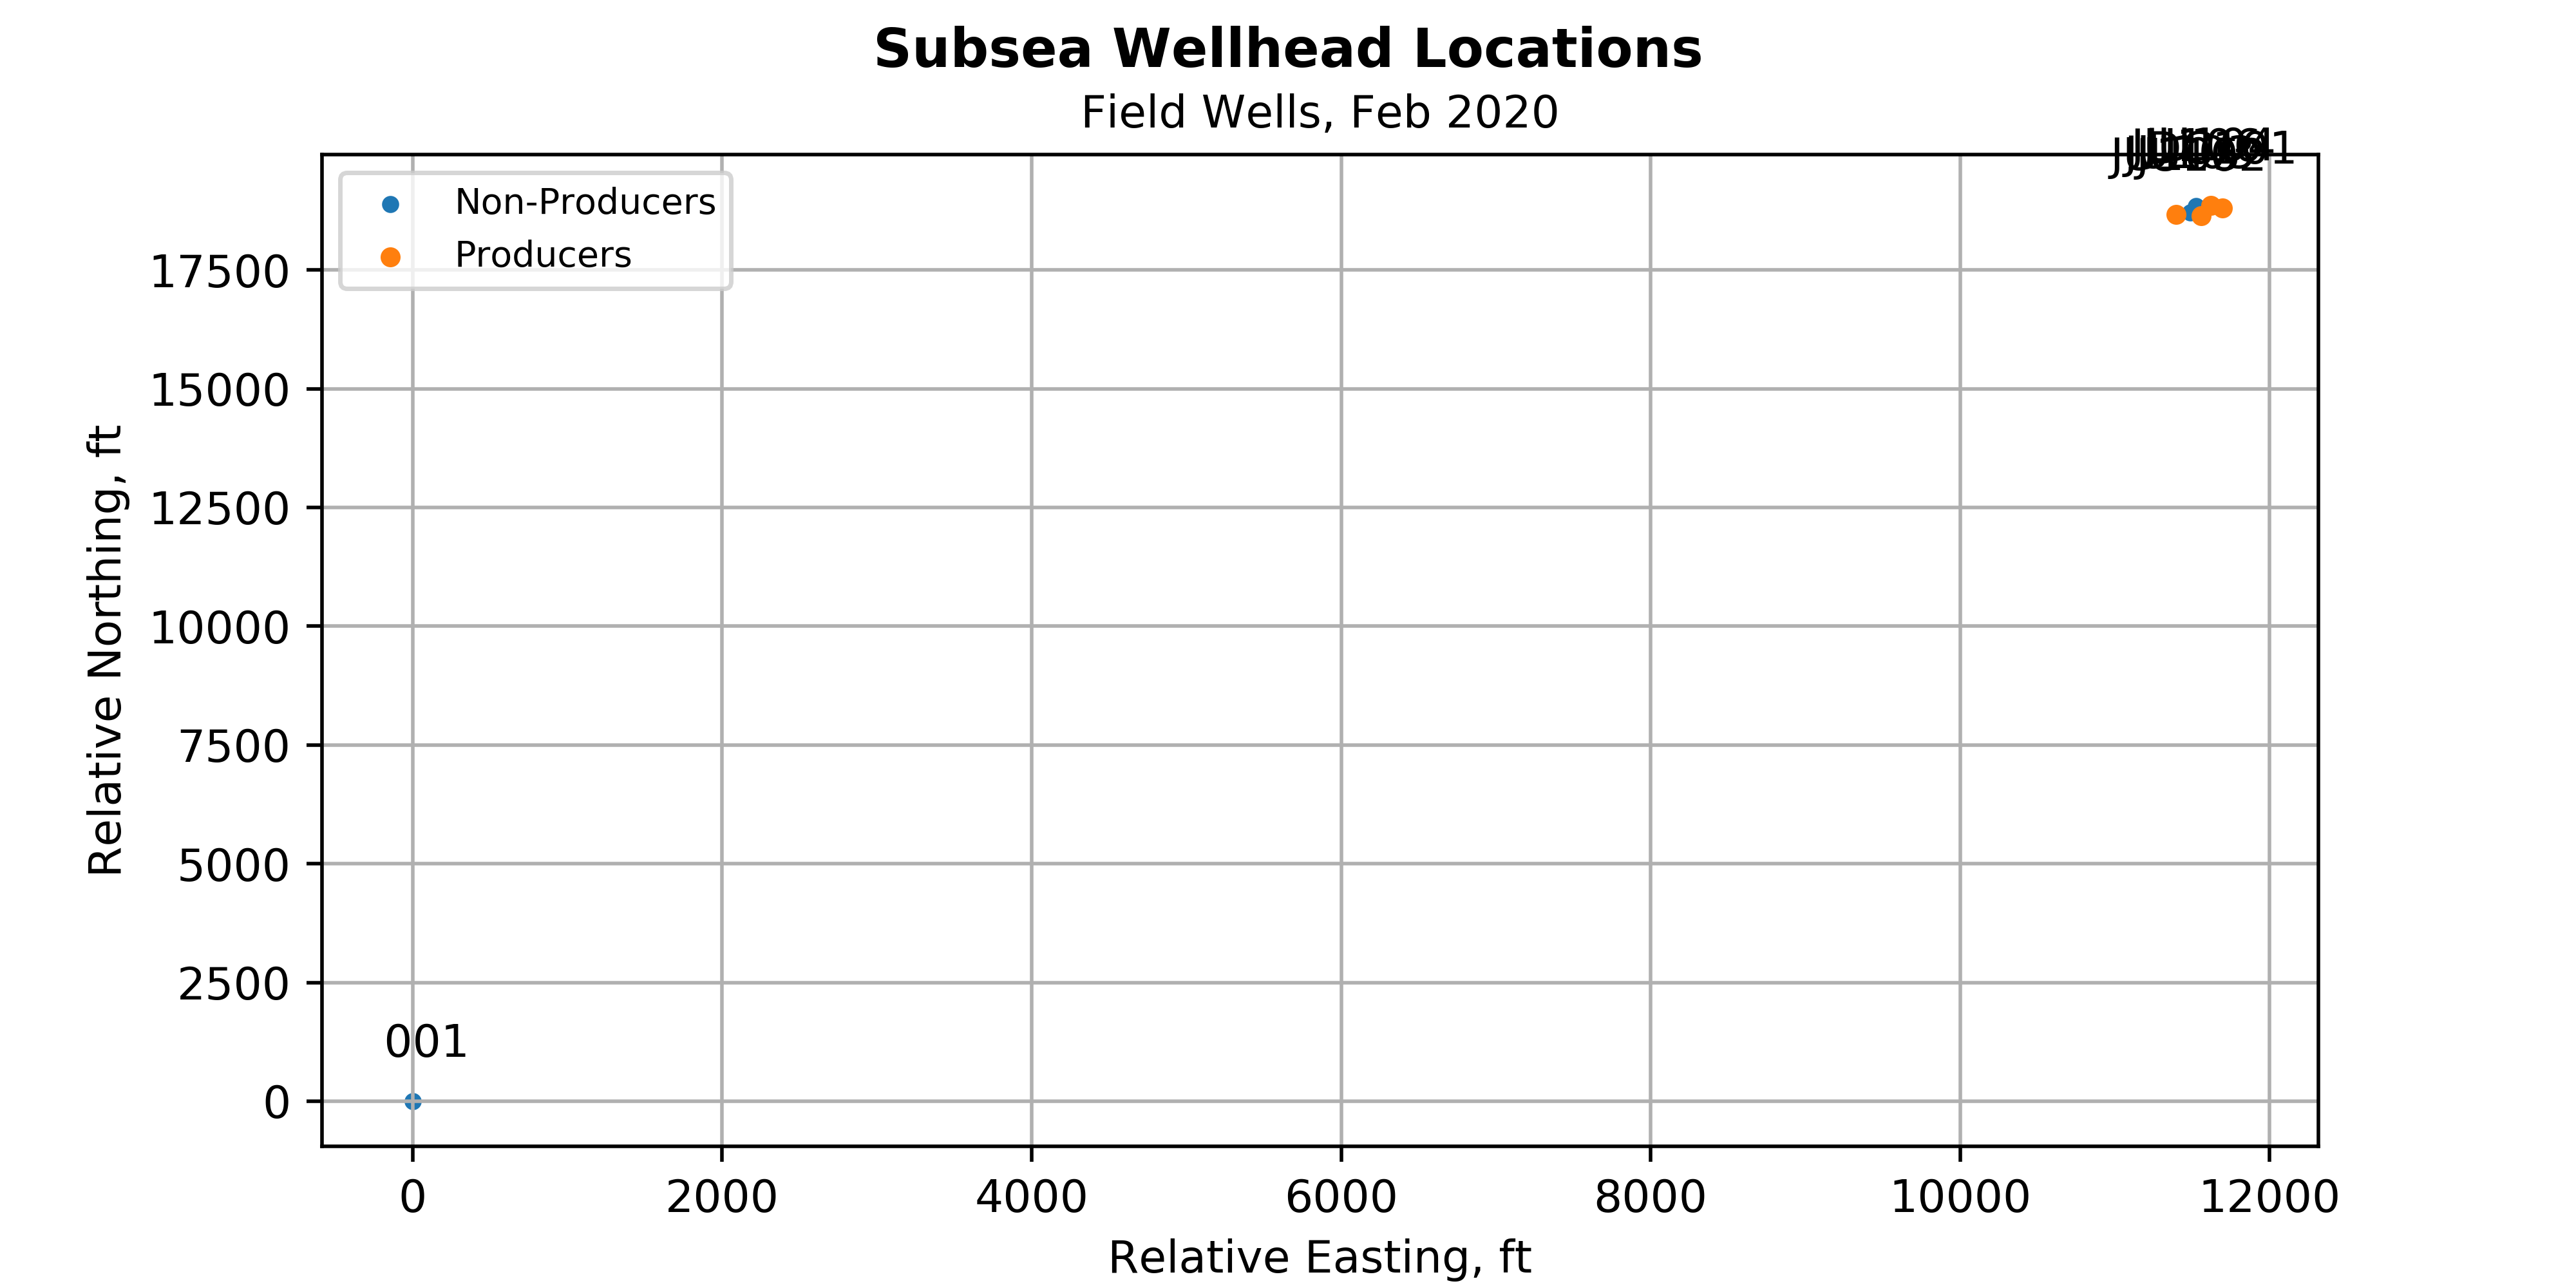 Subsea Wellhead Locations
Field Wells, Feb 2020
Non-Producers
Producers
17500
15000
12500
10000
7500
5000
2500
0
Relative Northing, ft
001
0 2000 4000 6000 8000 10000 12000
Relative Easting, ft